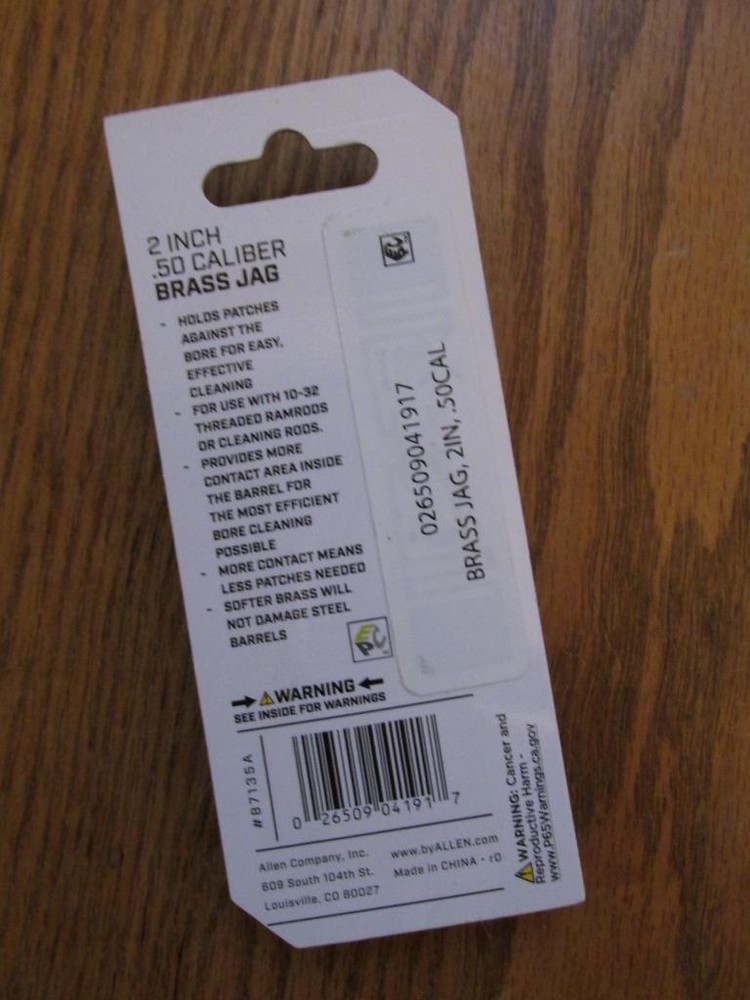 2 INCH
.50 CALIBER
BRASS JAG
- HOLDS PATCHES
AGAINST THE
BORE FOR EASY,
EFFECTIVE
CLEANING
- FOR USE WITH 10-32
THREADED RAMRODS
OR CLEANING RODS.
- PROVIDES MORE
CONTACT AREA INSIDE
THE BARREL FOR
THE MOST EFFICIENT
BORE CLEANING
POSSIBLE
- MORE CONTACT MEANS
LESS PATCHES NEEDED
- SOFTER BRASS WILL
NOT DAMAGE STEEL
BARRELS
EPC
026509041917
BRASS JAG, 2IN, .50CAL
WARNING
SEE INSIDE FOR WARNINGS
#87135A
0 26509 04191 7
Allen Company, Inc.
609 South 104th St.
Louisville, CO 80027
www.byALLEN.com
Made in CHINA • r0
WARNING: Cancer and
Reproductive Harm -
www.P65Warnings.ca.gov